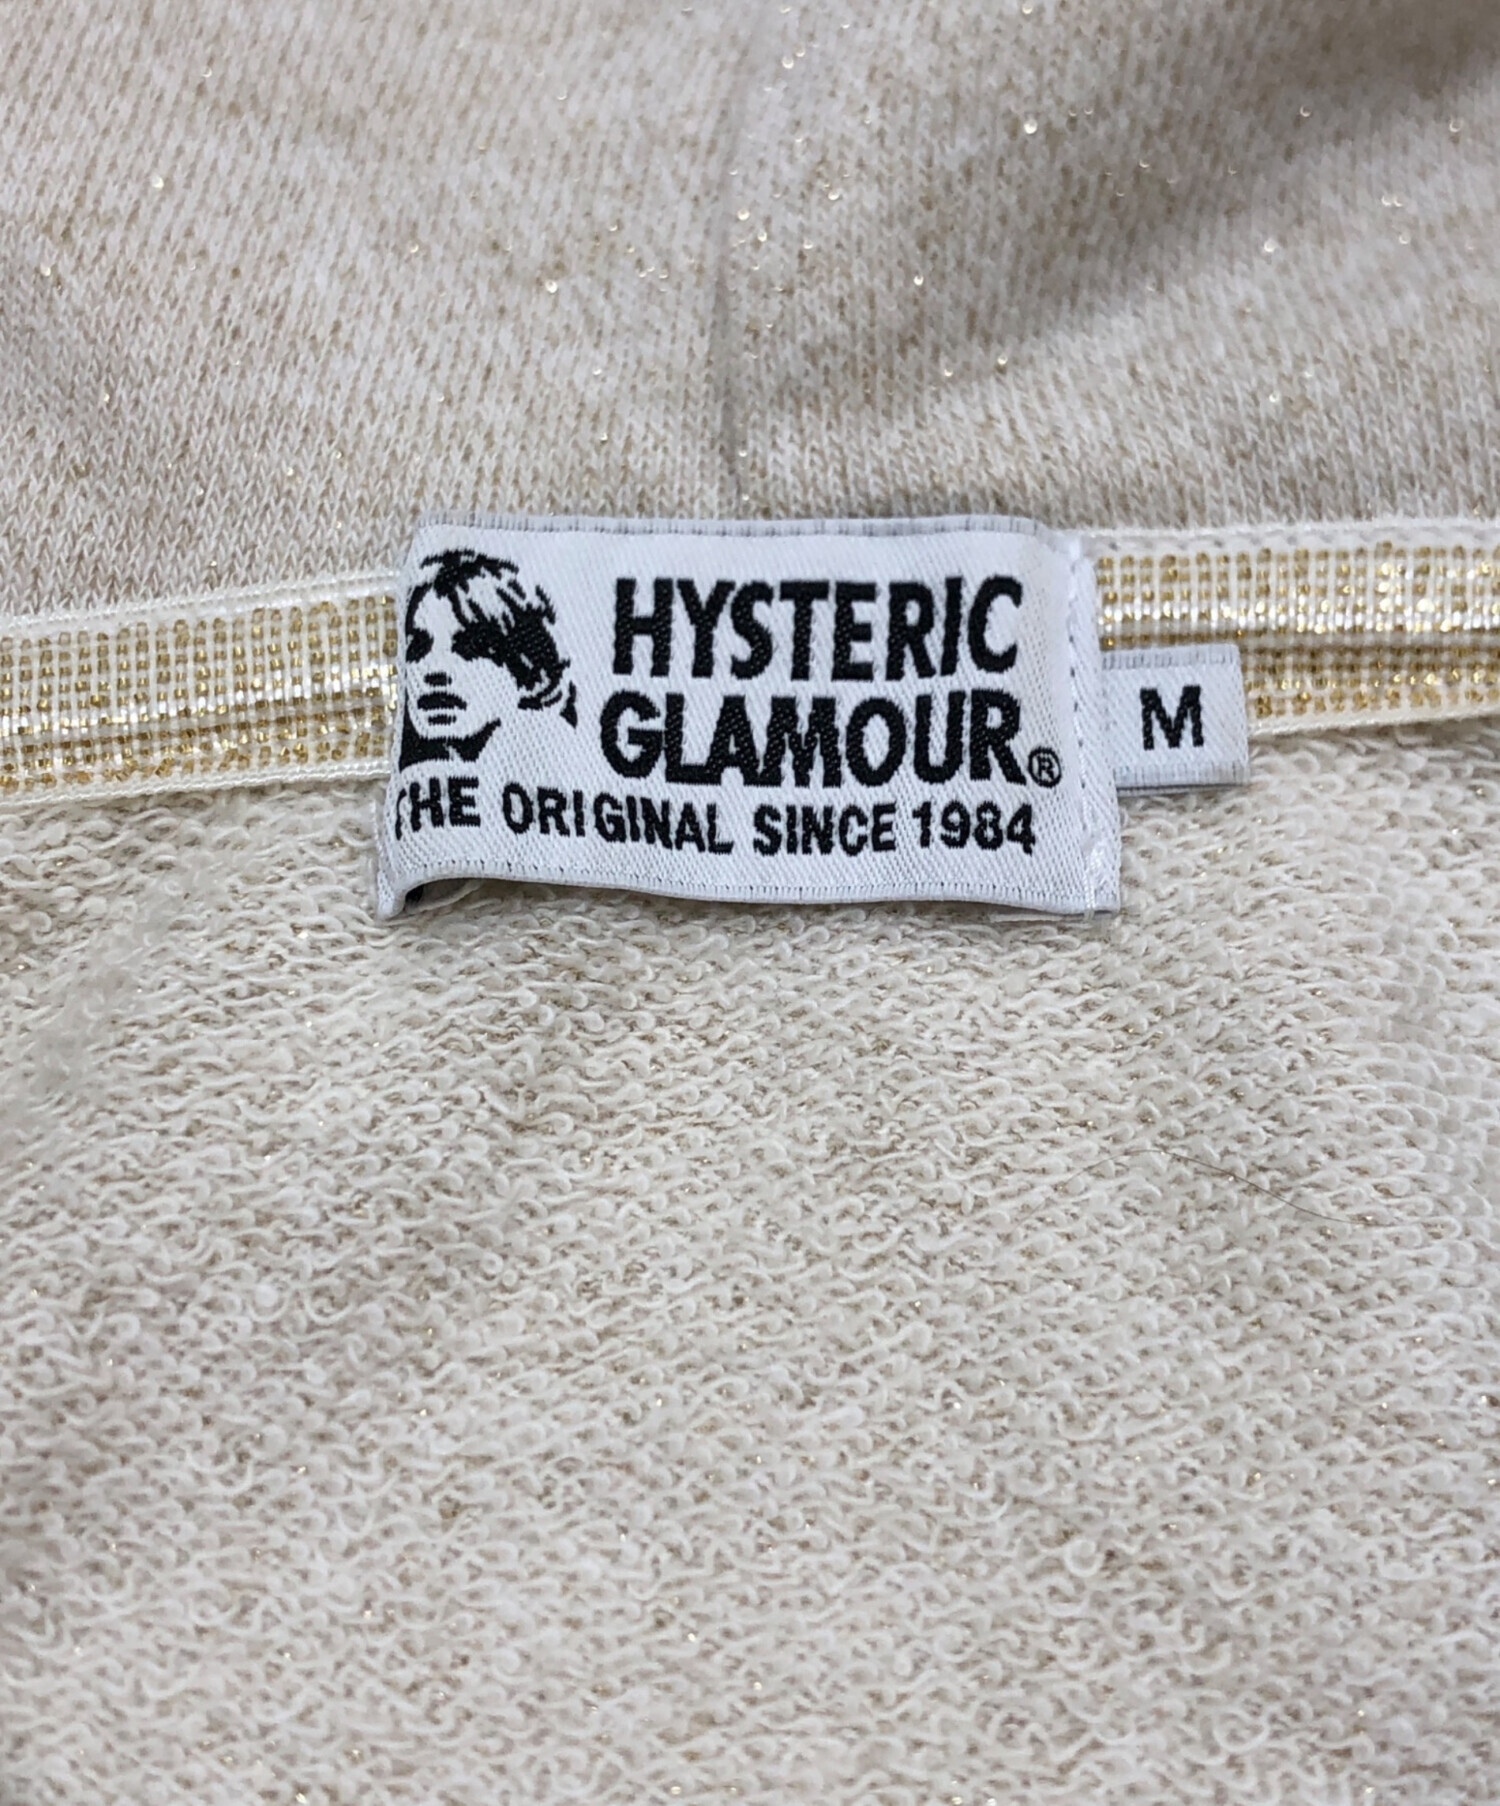 HYSTERIC
GLAMOUR®
THE ORIGINAL SINCE 1984
M